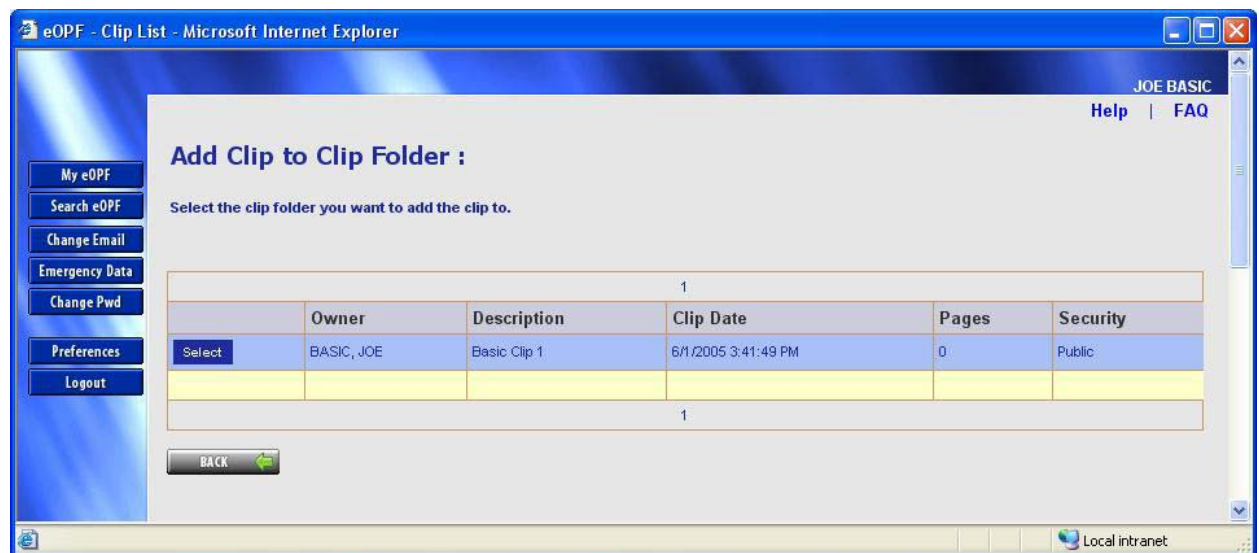 eOPF - Clip List - Microsoft Internet Explorer
JOE BASIC
Help | FAQ
My eOPF
Search eOPF
Change Email
Emergency Data
Change Pwd
Preferences
Logout
Add Clip to Clip Folder :
Select the clip folder you want to add the clip to.
1
Owner Description Clip Date Pages Security
Select BASIC, JOE Basic Clip 1 6/1/2005 3:41:49 PM 0 Public
1
BACK
Local intranet